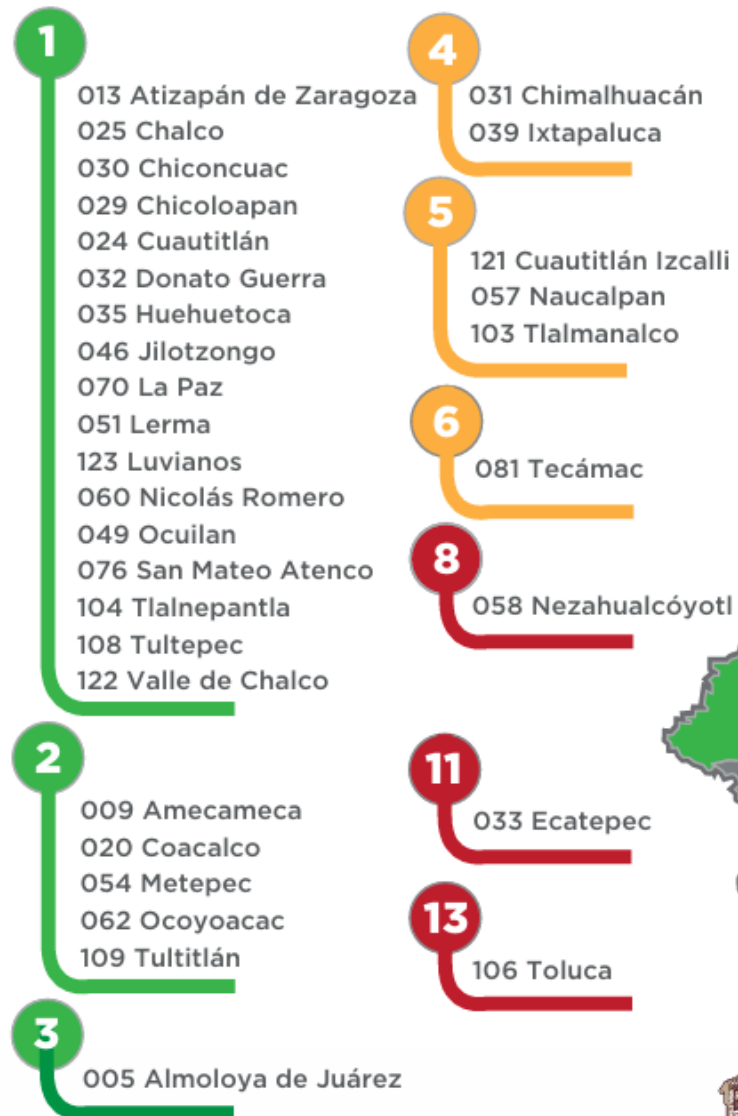 1
013 Atizapán de Zaragoza
025 Chalco
030 Chiconcuac
029 Chicoloapan
024 Cuautitlán
032 Donato Guerra
035 Huehuetoca
046 Jilotzongo
070 La Paz
051 Lerma
123 Luvianos
060 Nicolás Romero
049 Ocuilan
076 San Mateo Atenco
104 Tlalnepantla
108 Tultepec
122 Valle de Chalco
2
009 Amecameca
020 Coacalco
054 Metepec
062 Ocoyoacac
109 Tultitlán
3
005 Almoloya de Juárez
4
031 Chimalhuacán
039 Ixtapaluca
5
121 Cuautitlán Izcalli
057 Naucalpan
103 Tlalmanalco
6
081 Tecámac
8
058 Nezahualcóyotl
11
033 Ecatepec
13
106 Toluca